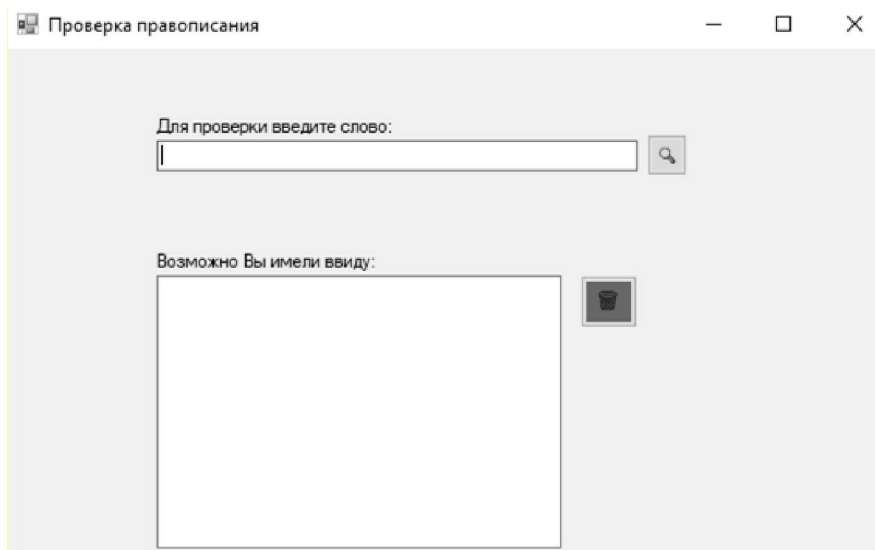 Проверка правописания
Для проверки введите слово:
Возможно Вы имели ввиду: